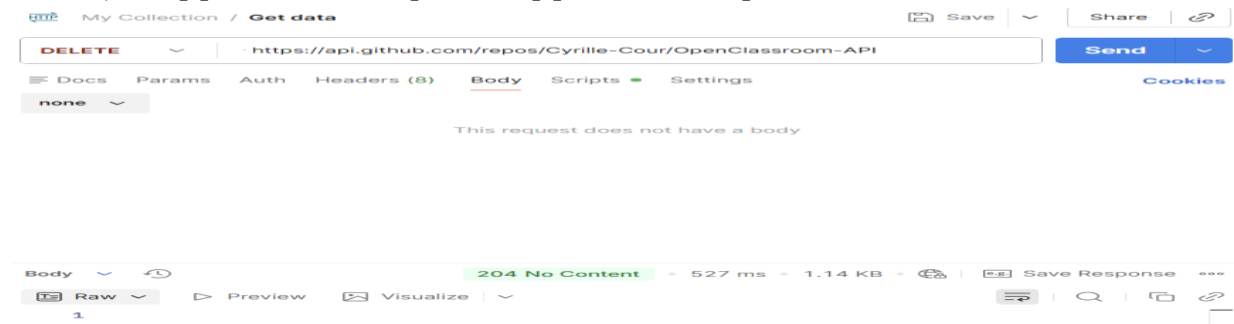 HTTP My Collection / Get data Save Share
DELETE https://api.github.com/repos/Cyrille-Cour/OpenClassroom-API Send
Docs Params Auth Headers (8) Body Scripts Settings Cookies
none
This request does not have a body
Body 204 No Content 527 ms 1.14 KB e.g. Save Response
Raw Preview Visualize
1